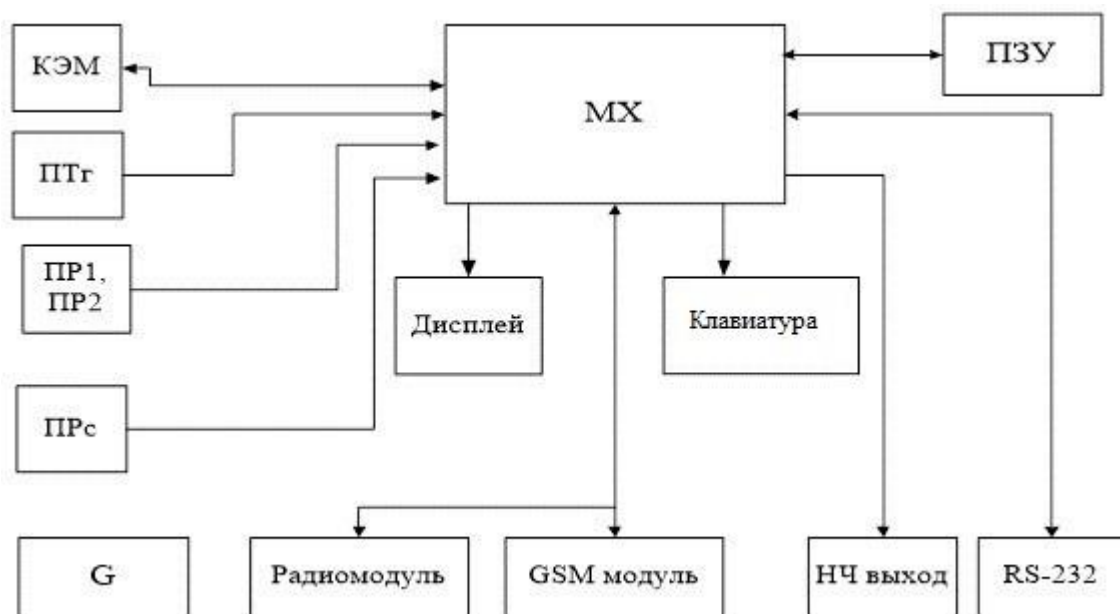 КЭМ
МХ
ПЗУ
ПТг
ПР1,
ПР2
Дисплей
Клавиатура
ПРс
G
Радиомодуль
GSM модуль
НЧ выход
RS-232